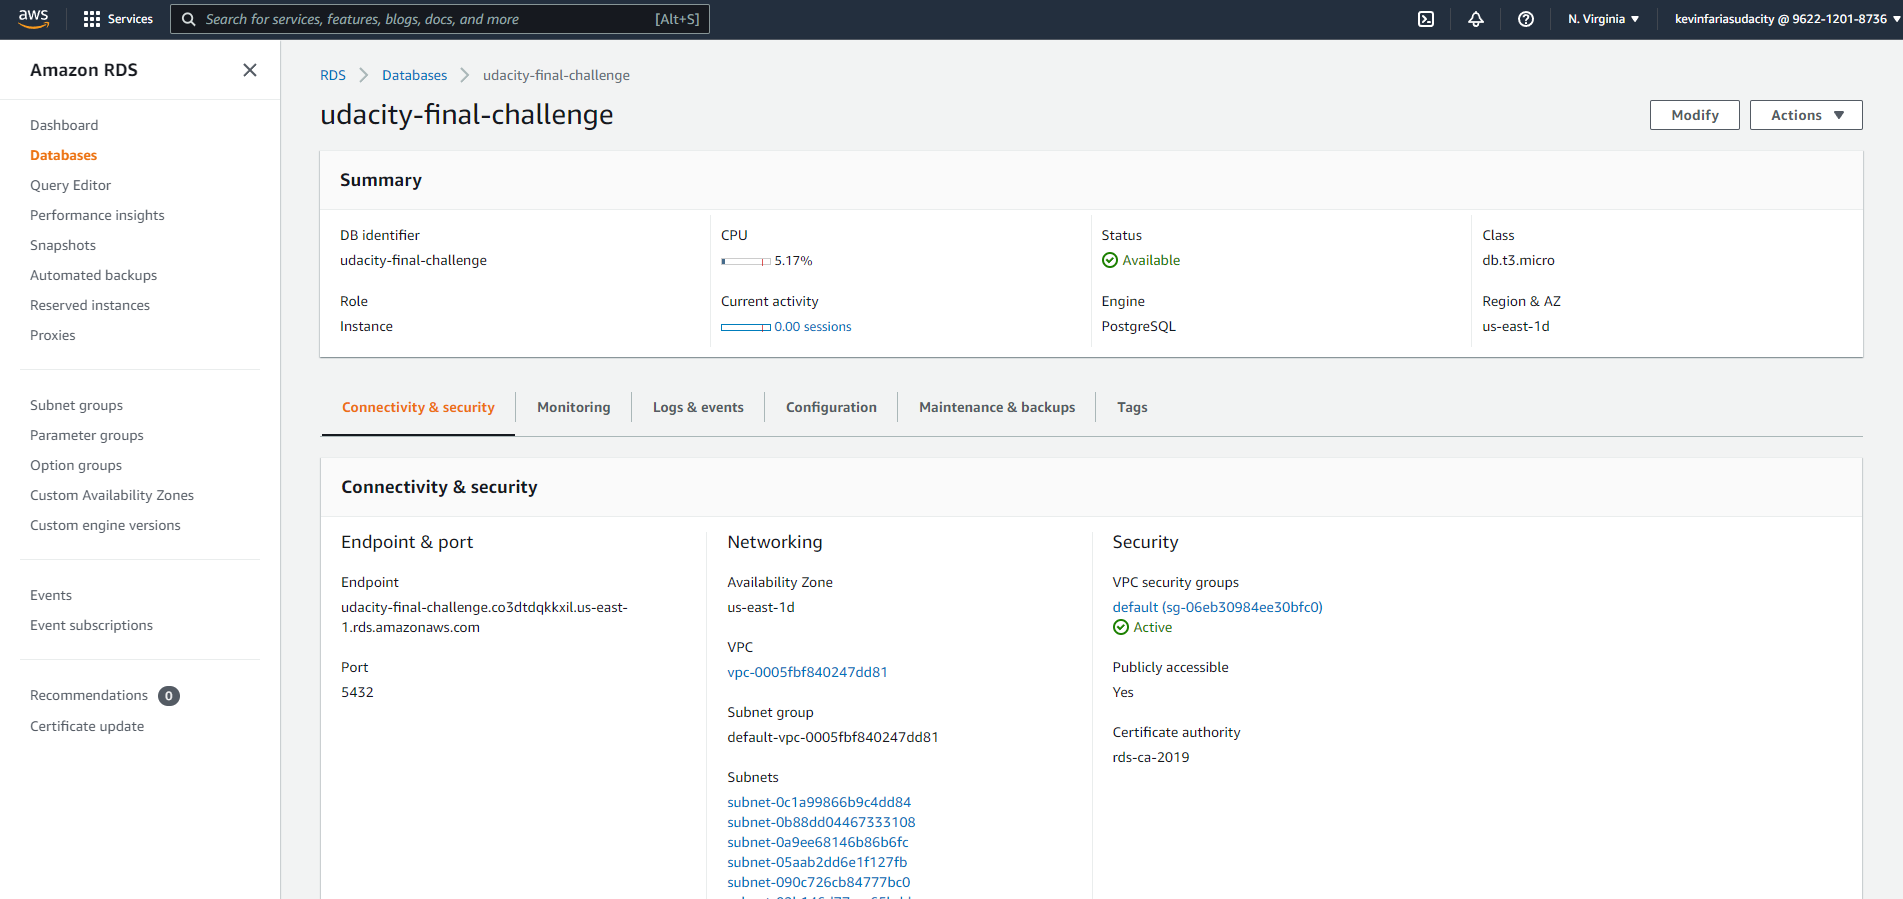 aws
Services
Search for services, features, blogs, docs, and more
[Alt+S]
N. Virginia
kevinfariasudacity @ 9622-1201-8736
Amazon RDS
Dashboard
Databases
Query Editor
Performance insights
Snapshots
Automated backups
Reserved instances
Proxies
Subnet groups
Parameter groups
Option groups
Custom Availability Zones
Custom engine versions
Events
Event subscriptions
Recommendations 0
Certificate update
RDS
Databases
udacity-final-challenge
udacity-final-challenge
Modify
Actions
Summary
DB identifier
udacity-final-challenge
Role
Instance
CPU
5.17%
Current activity
0.00 sessions
Status
Available
Engine
PostgreSQL
Class
db.t3.micro
Region & AZ
us-east-1d
Connectivity & security
Monitoring
Logs & events
Configuration
Maintenance & backups
Tags
Connectivity & security
Endpoint & port
Endpoint
udacity-final-challenge.co3dtdqkkxil.us-east-
1.rds.amazonaws.com
Port
5432
Networking
Availability Zone
us-east-1d
VPC
vpc-0005fbf840247dd81
Subnet group
default-vpc-0005fbf840247dd81
Subnets
subnet-0c1a99866b9c4dd84
subnet-0b88dd04467333108
subnet-0a9ee68146b86b6fc
subnet-05aab2dd6e1f127fb
subnet-090c726cb84777bc0
Security
VPC security groups
default (sg-06eb30984ee30bfc0)
Active
Publicly accessible
Yes
Certificate authority
rds-ca-2019